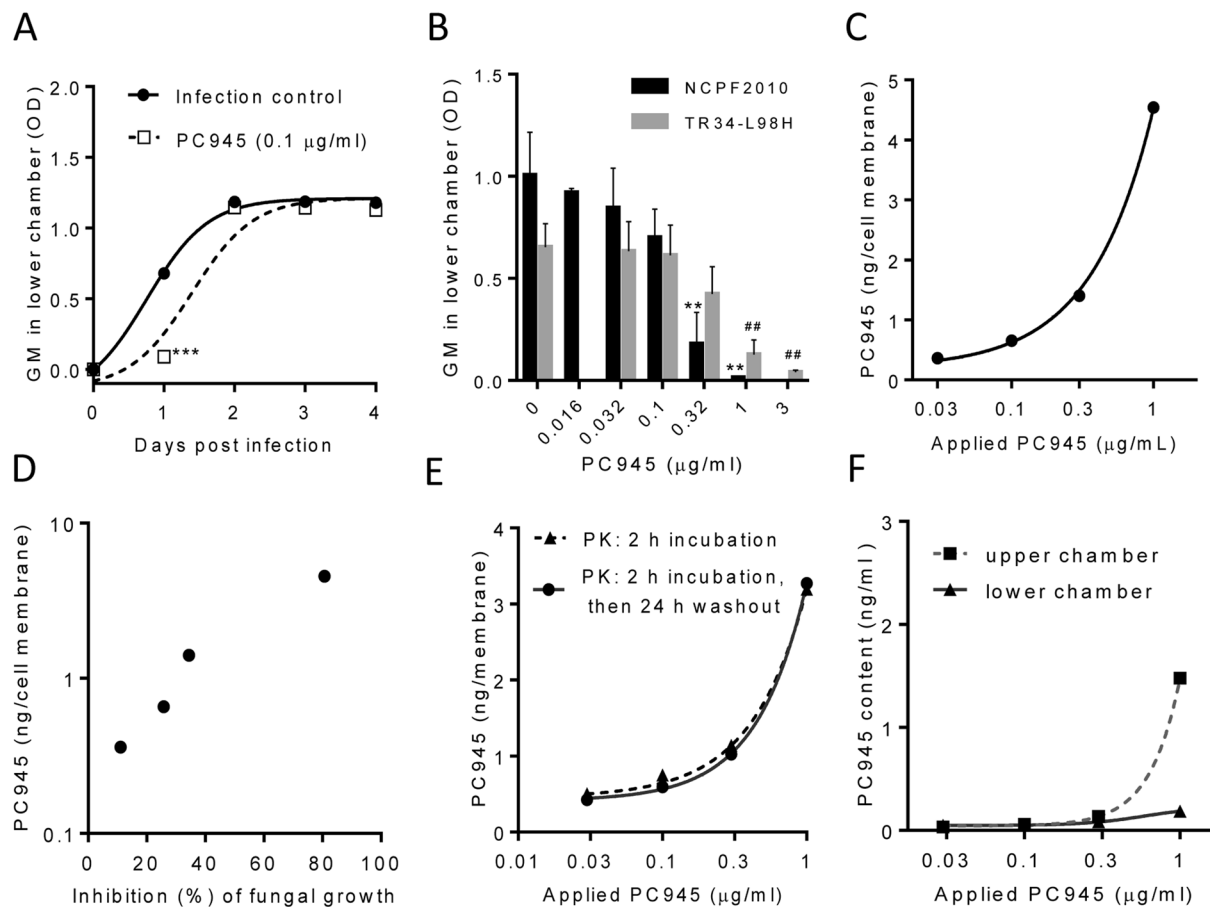 A
GM in lower chamber (OD)
2.0
1.5
1.0
0.5
0.0
Infection control
PC945 (0.1 μg/ml)
***
0 1 2 3 4
Days post infection
B
GM in lower chamber (OD)
1.5
1.0
0.5
0.0
NCPF2010
TR34-L98H
**
**
##
##
0 0.016 0.032 0.1 0.32 1 3
PC945 (μg/ml)
C
PC945 (ng/cell membrane)
5
4
3
2
1
0
0.03 0.1 0.3 1
Applied PC945 (μg/mL)
D
PC945 (ng/cell membrane)
10
1
0.1
0 20 40 60 80 100
Inhibition (%) of fungal growth
E
PC945 (ng/membrane)
4
3
2
1
0
PK: 2 h incubation
PK: 2 h incubation,
then 24 h washout
0.01 0.03 0.1 0.3 1
Applied PC945 (μg/ml)
F
PC945 content (ng/ml)
3
2
1
0
upper chamber
lower chamber
0.03 0.1 0.3 1
Applied PC945 (μg/ml)